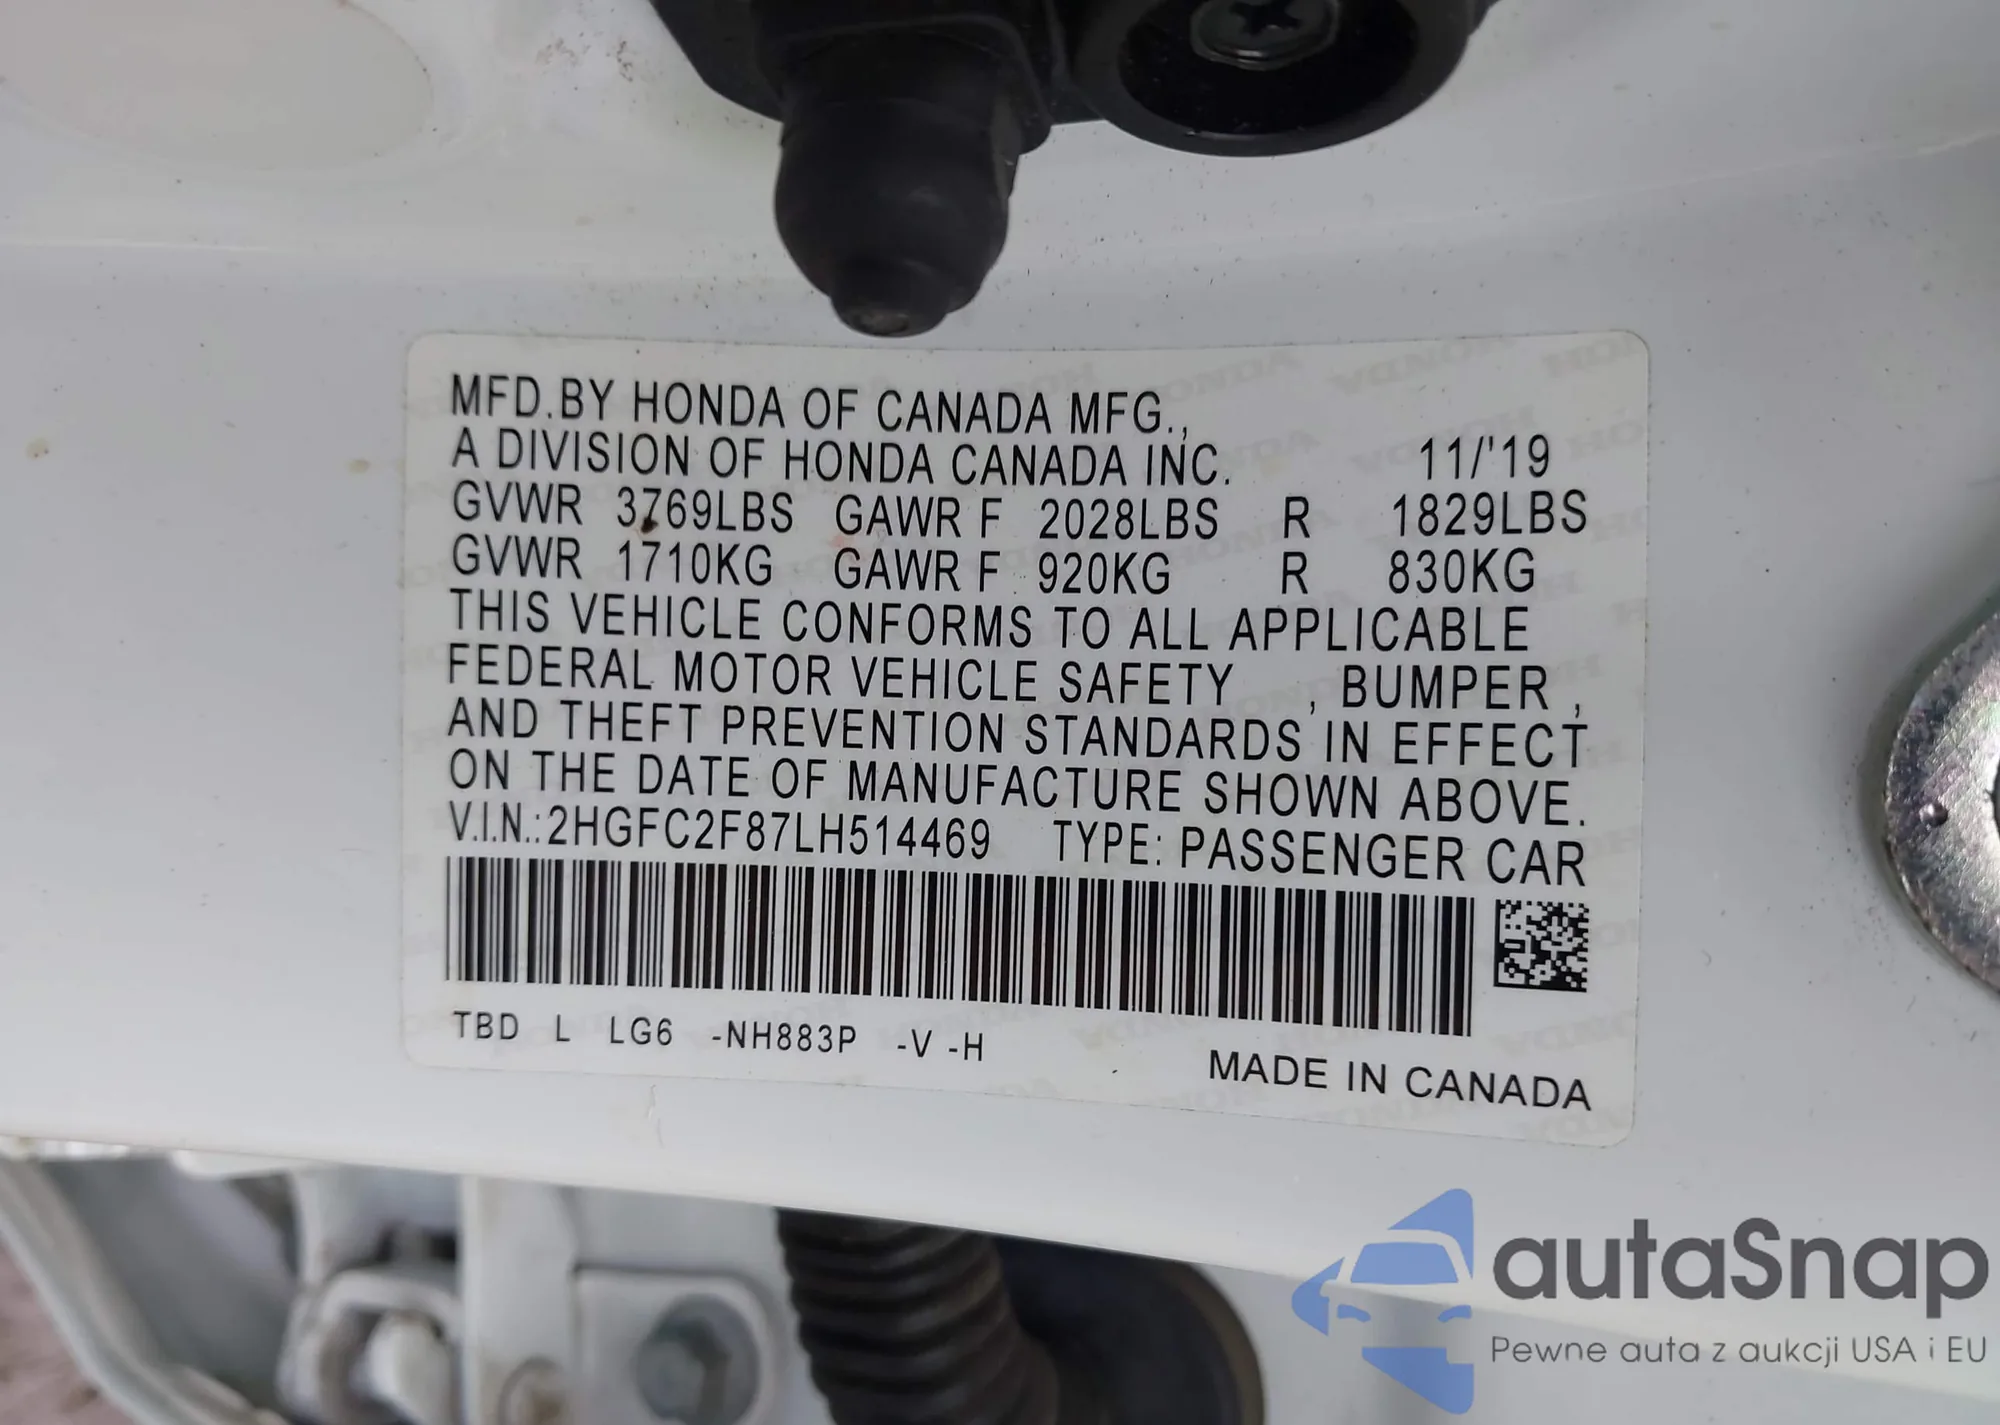 MFD.BY HONDA OF CANADA MFG.,
A DIVISION OF HONDA CANADA INC. 11/'19
GVWR 3769LBS GAWR F 2028LBS R 1829LBS
GVWR 1710KG GAWR F 920KG R 830KG
THIS VEHICLE CONFORMS TO ALL APPLICABLE
FEDERAL MOTOR VEHICLE SAFETY , BUMPER ,
AND THEFT PREVENTION STANDARDS IN EFFECT
ON THE DATE OF MANUFACTURE SHOWN ABOVE.
V.I.N.:2HGFC2F87LH514469 TYPE: PASSENGER CAR
TBD L LG6 -NH883P -V -H
MADE IN CANADA
autaSnap
Pewne auta z aukcji USA i EU